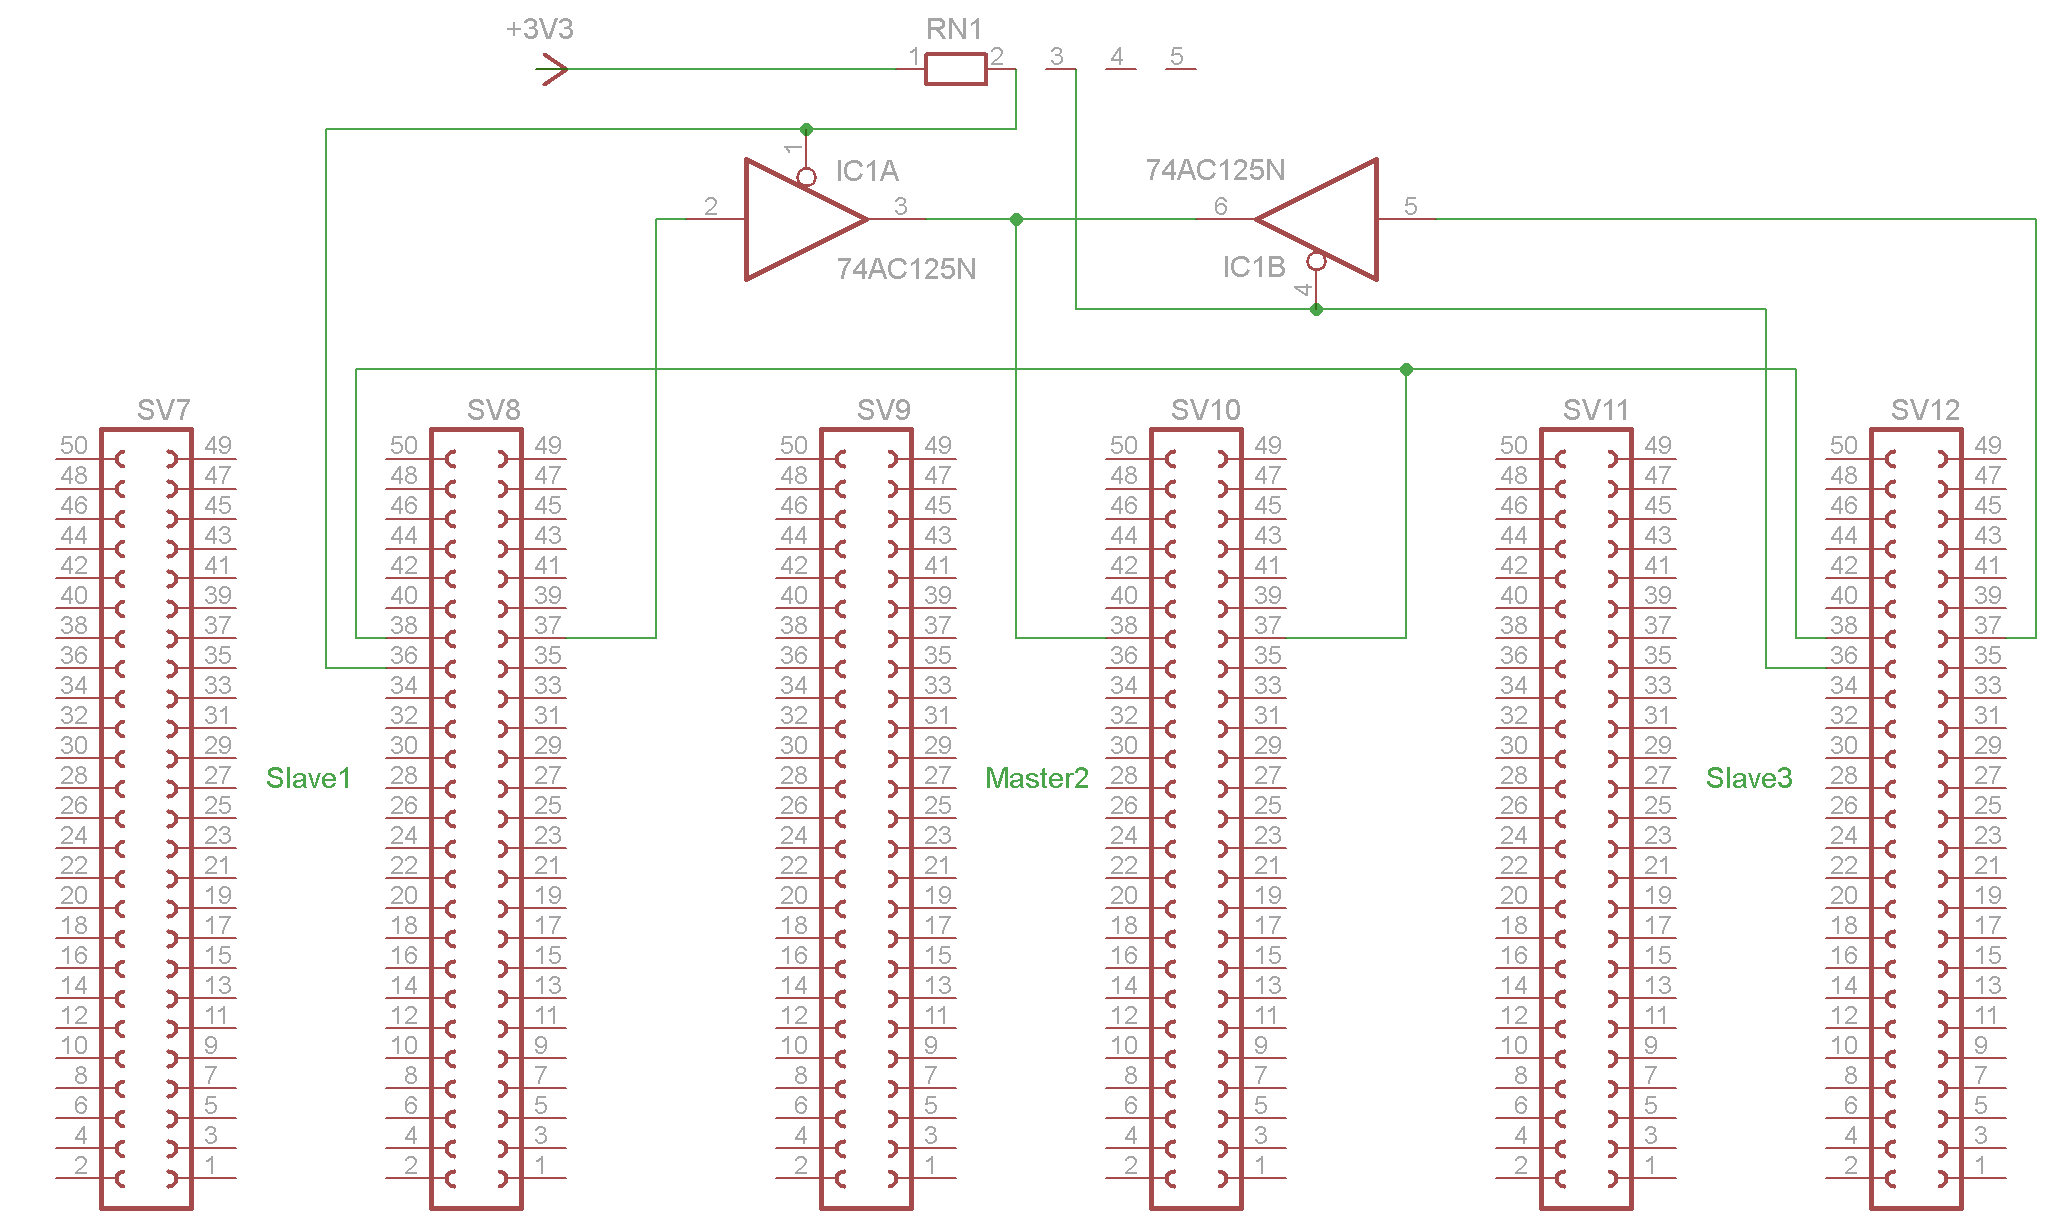 +3V3
RN1
1 2 3 4 5
1
IC1A
74AC125N
2
3
74AC125N
6
5
IC1B
4
SV7 SV8 SV9 SV10 SV11 SV12
50 49 50 49 50 49 50 49 50 49 50 49
48 47 48 47 48 47 48 47 48 47 48 47
46 45 46 45 46 45 46 45 46 45 46 45
44 43 44 43 44 43 44 43 44 43 44 43
42 41 42 41 42 41 42 41 42 41 42 41
40 39 40 39 40 39 40 39 40 39 40 39
38 37 38 37 38 37 38 37 38 37 38 37
36 35 36 35 36 35 36 35 36 35 36 35
34 33 34 33 34 33 34 33 34 33 34 33
32 31 32 31 32 31 32 31 32 31 32 31
30 29 30 29 30 29 30 29 30 29 30 29
28 27 Slave1 28 27 28 27 Master2 28 27 28 27 Slave3 28 27
26 25 26 25 26 25 26 25 26 25 26 25
24 23 24 23 24 23 24 23 24 23 24 23
22 21 22 21 22 21 22 21 22 21 22 21
20 19 20 19 20 19 20 19 20 19 20 19
18 17 18 17 18 17 18 17 18 17 18 17
16 15 16 15 16 15 16 15 16 15 16 15
14 13 14 13 14 13 14 13 14 13 14 13
12 11 12 11 12 11 12 11 12 11 12 11
10 9 10 9 10 9 10 9 10 9 10 9
8 7 8 7 8 7 8 7 8 7 8 7
6 5 6 5 6 5 6 5 6 5 6 5
4 3 4 3 4 3 4 3 4 3 4 3
2 1 2 1 2 1 2 1 2 1 2 1